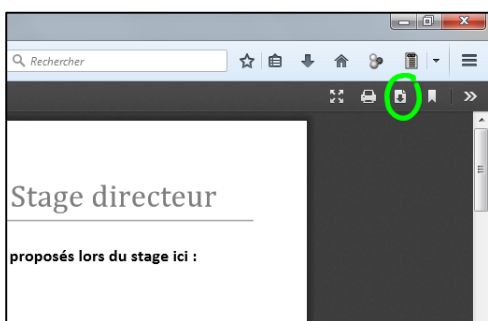 Rechercher
Stage directeur
proposés lors du stage ici :